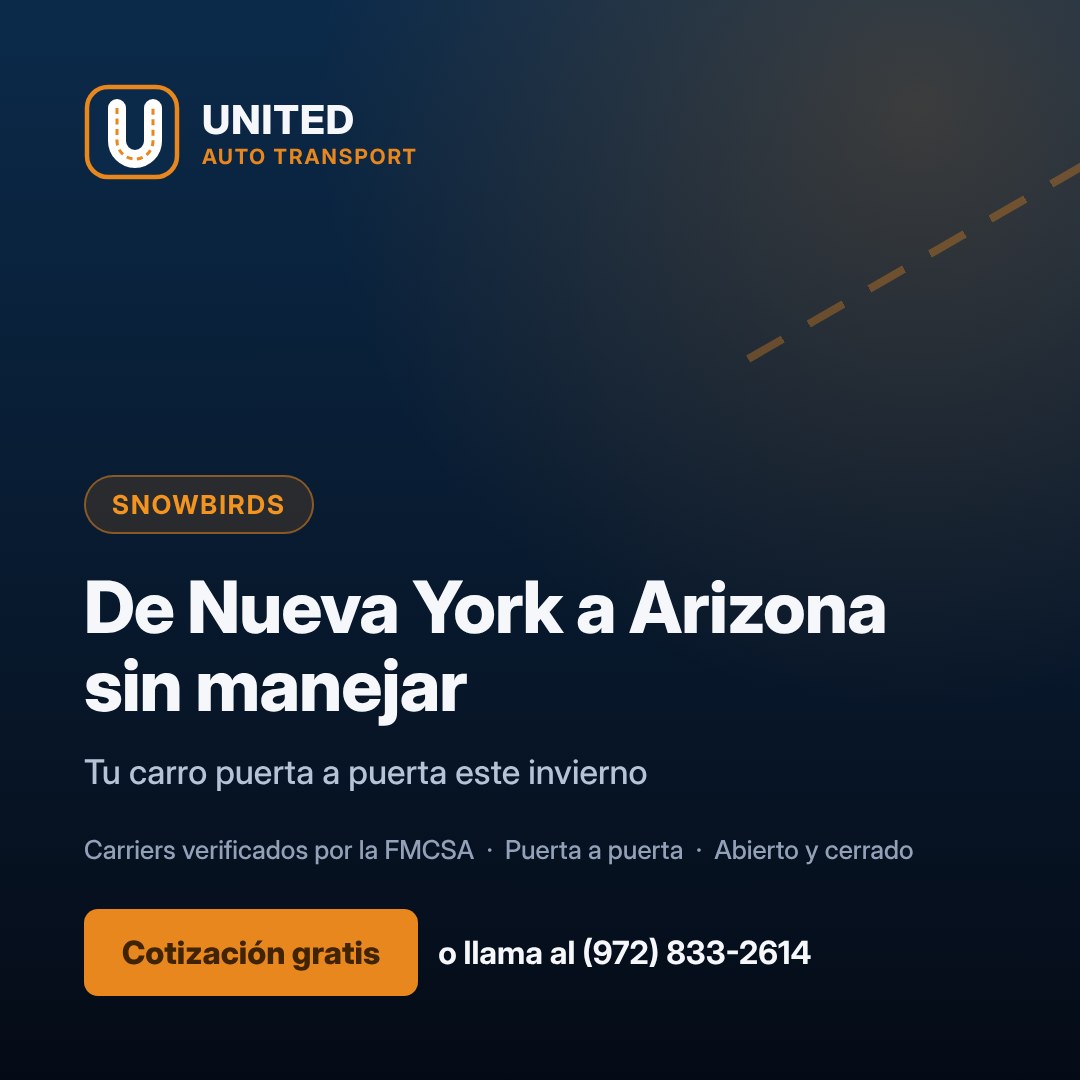 UNITED
AUTO TRANSPORT
SNOWBIRDS
De Nueva York a Arizona
sin manejar
Tu carro puerta a puerta este invierno
Carriers verificados por la FMCSA · Puerta a puerta · Abierto y cerrado
Cotización gratis o llama al (972) 833-2614